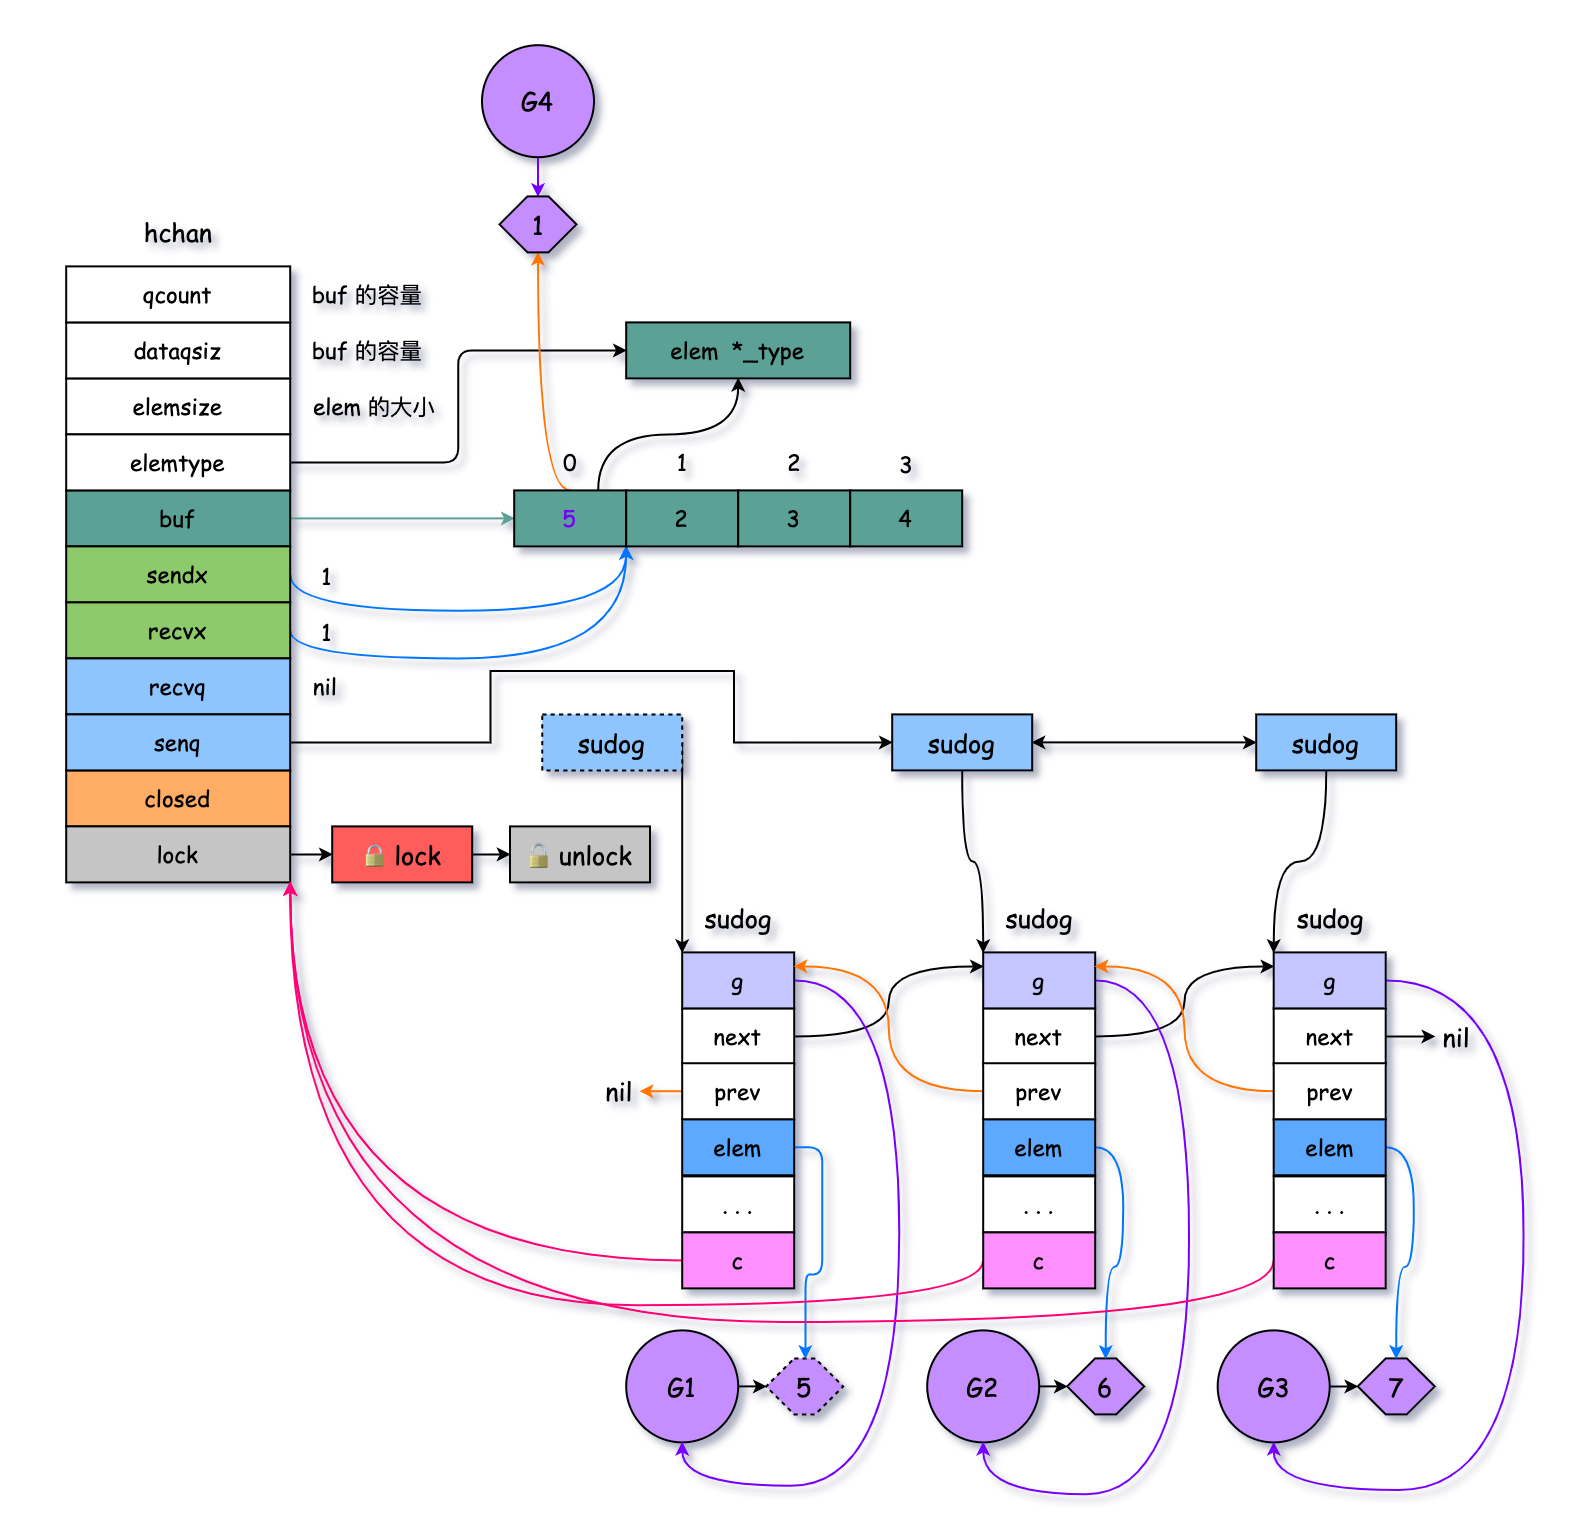 G4
1
hchan
qcount buf 的容量
dataqsiz buf 的容量
elem *_type
elemsize elem 的大小
elemtype
0 1 2 3
buf
5 2 3 4
sendx 1
recvx 1
recvq nil
senq
sudog sudog sudog
closed
lock 🔒 lock 🔓 unlock
sudog sudog sudog
g g g
next next next nil
nil prev prev prev
elem elem elem
... ... ...
c c c
G1 5 G2 6 G3 7